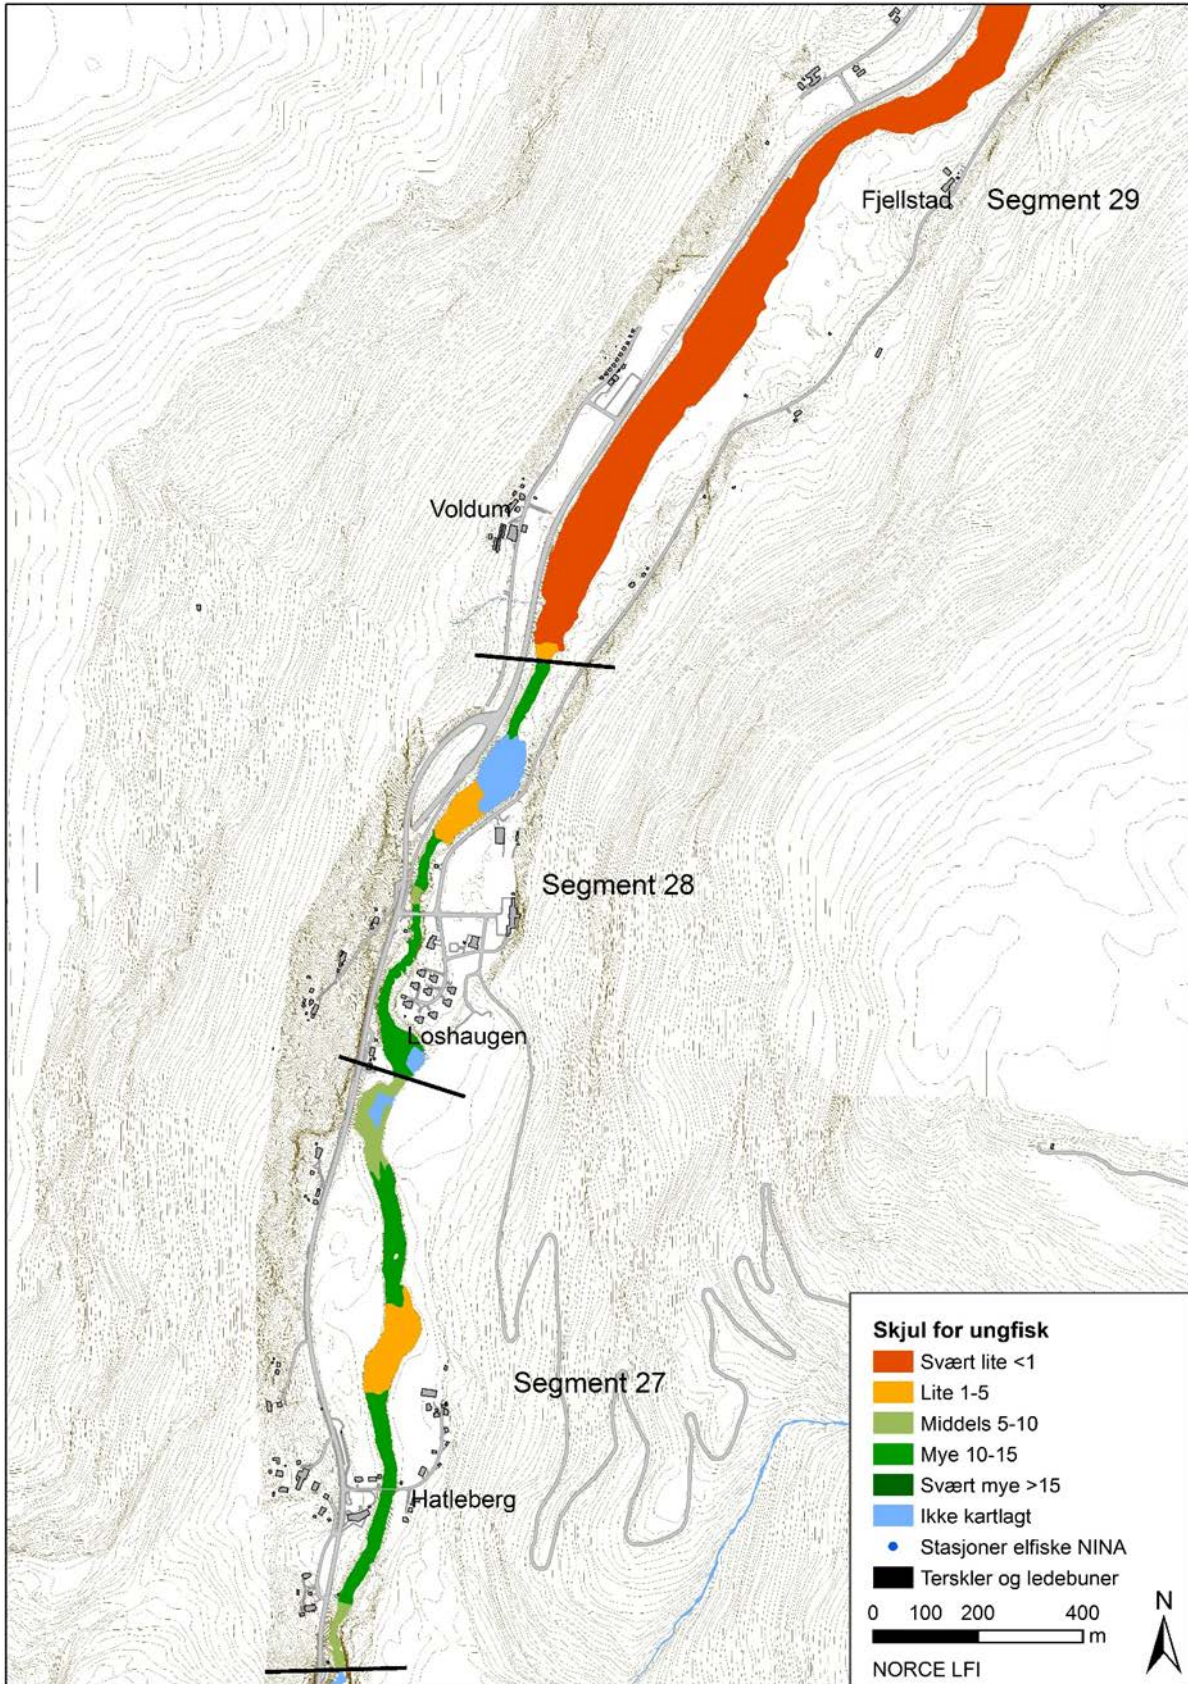 Fjellstad
Segment 29
Voldum
Segment 28
Loshaugen
Segment 27
Hatleberg
Skjul for ungfisk
Svært lite <1
Lite 1-5
Middels 5-10
Mye 10-15
Svært mye >15
Ikke kartlagt
Stasjoner elfiske NINA
Terskler og ledebuner
N
0 100 200 400
m
NORCE LFI